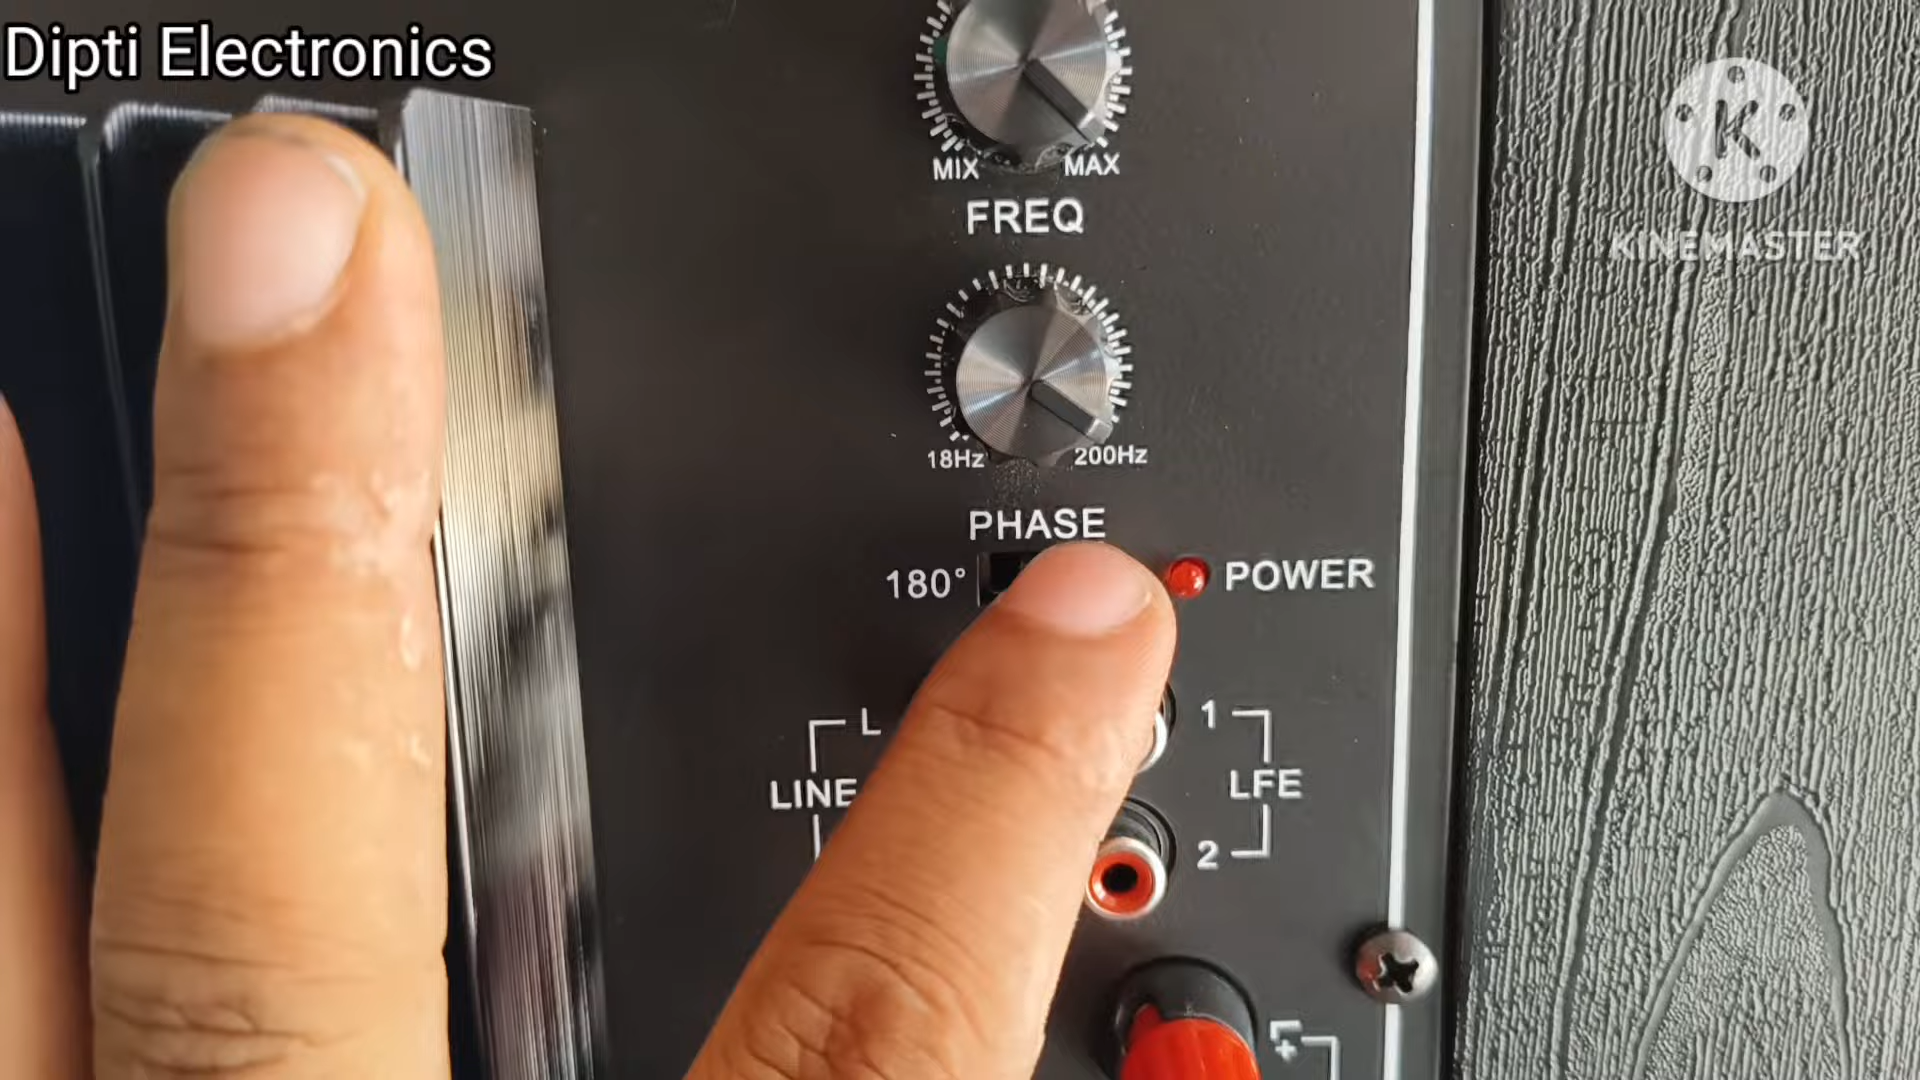 Dipti Electronics
K
KINEMASTER
MIX MAX
FREQ
18Hz 200Hz
PHASE
180° POWER
L 1
LINE LFE
2